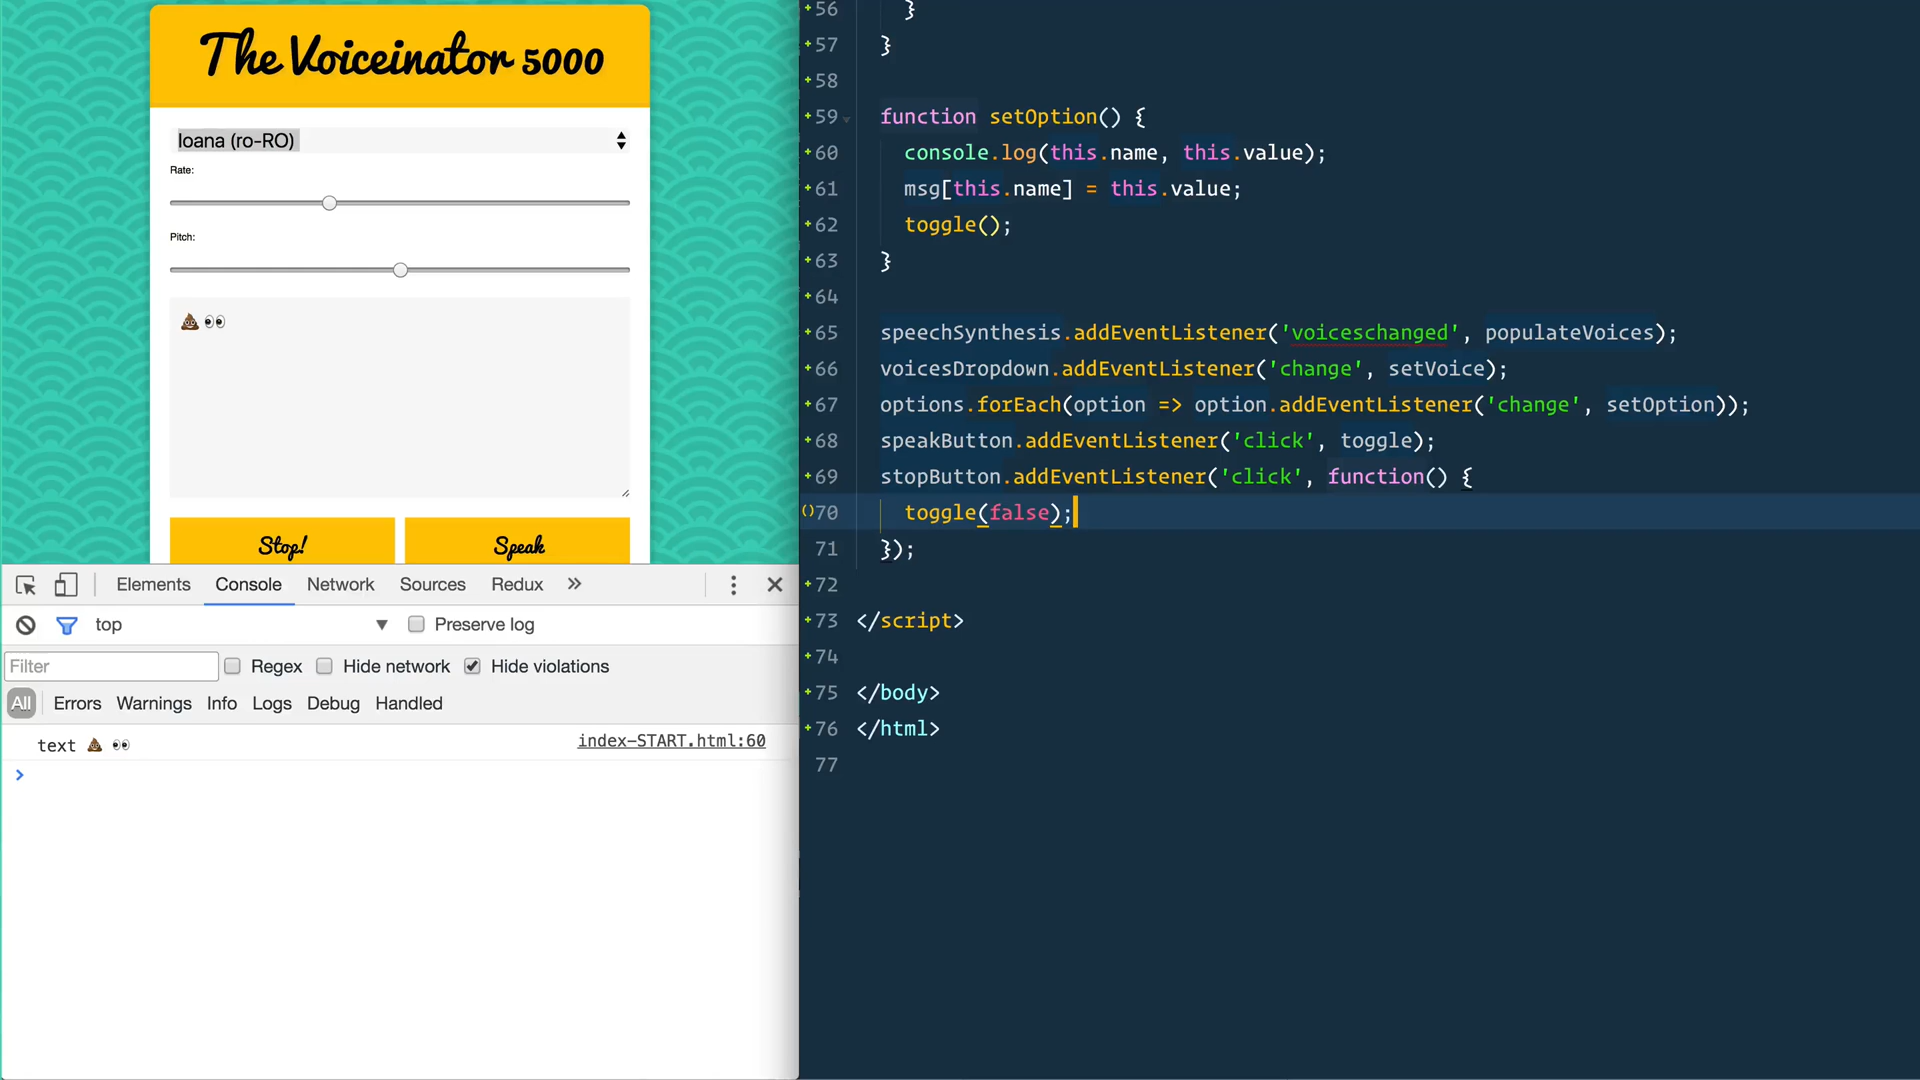 The Voiceinator 5000
Ioana (ro-RO)
Rate:
Pitch:
💩 👀
Stop!
Speak
Elements Console Network Sources Redux »
top
Preserve log
Filter
Regex Hide network Hide violations
All Errors Warnings Info Logs Debug Handled
text 💩 👀 index-START.html:60
>
56 }
57 }
58
59 function setOption() {
60 console.log(this.name, this.value);
61 msg[this.name] = this.value;
62 toggle();
63 }
64
65 speechSynthesis.addEventListener('voiceschanged', populateVoices);
66 voicesDropdown.addEventListener('change', setVoice);
67 options.forEach(option => option.addEventListener('change', setOption));
68 speakButton.addEventListener('click', toggle);
69 stopButton.addEventListener('click', function() {
70 toggle(false);
71 });
72
73 </script>
74
75 </body>
76 </html>
77